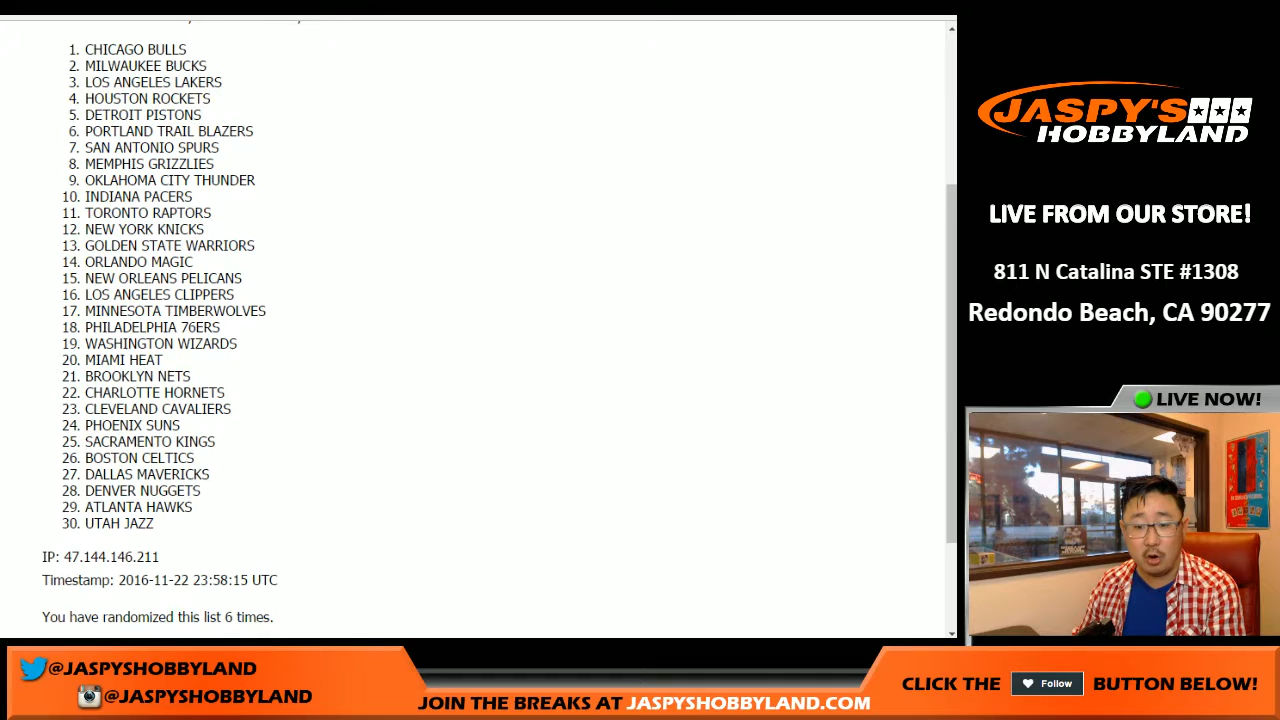 1. CHICAGO BULLS
2. MILWAUKEE BUCKS
3. LOS ANGELES LAKERS
4. HOUSTON ROCKETS
5. DETROIT PISTONS
6. PORTLAND TRAIL BLAZERS
7. SAN ANTONIO SPURS
8. MEMPHIS GRIZZLIES
9. OKLAHOMA CITY THUNDER
10. INDIANA PACERS
11. TORONTO RAPTORS
12. NEW YORK KNICKS
13. GOLDEN STATE WARRIORS
14. ORLANDO MAGIC
15. NEW ORLEANS PELICANS
16. LOS ANGELES CLIPPERS
17. MINNESOTA TIMBERWOLVES
18. PHILADELPHIA 76ERS
19. WASHINGTON WIZARDS
20. MIAMI HEAT
21. BROOKLYN NETS
22. CHARLOTTE HORNETS
23. CLEVELAND CAVALIERS
24. PHOENIX SUNS
25. SACRAMENTO KINGS
26. BOSTON CELTICS
27. DALLAS MAVERICKS
28. DENVER NUGGETS
29. ATLANTA HAWKS
30. UTAH JAZZ
IP: 47.144.146.211
Timestamp: 2016-11-22 23:58:15 UTC
You have randomized this list 6 times.
JASPY'S
HOBBYLAND
LIVE FROM OUR STORE!
811 N Catalina STE #1308
Redondo Beach, CA 90277
LIVE NOW!
@JASPYSHOBBYLAND
@JASPYSHOBBYLAND
JOIN THE BREAKS AT JASPYSHOBBYLAND.COM
CLICK THE Follow BUTTON BELOW!